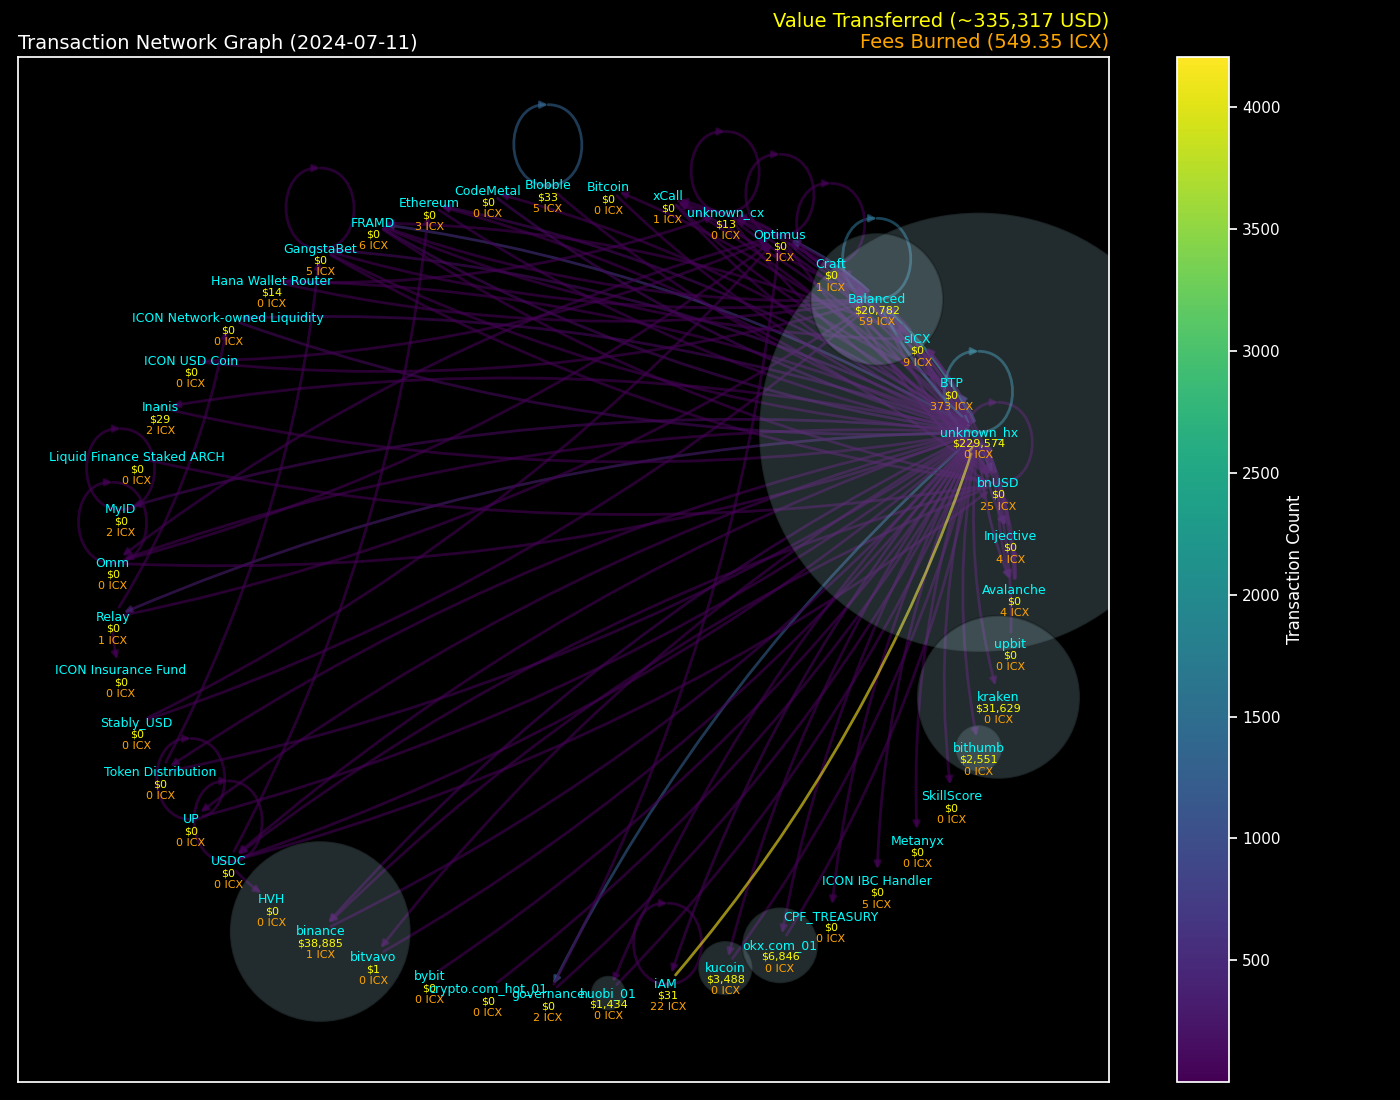 Value Transferred (~335,317 USD)
Transaction Network Graph (2024-07-11)
Fees Burned (549.35 ICX)
Blobble
$33
5 ICX
Bitcoin
$0
0 ICX
CodeMetal
$0
0 ICX
xCall
$0
1 ICX
Ethereum
$0
3 ICX
unknown_cx
$13
0 ICX
FRAMD
$0
6 ICX
Optimus
$0
2 ICX
GangstaBet
$0
5 ICX
Craft
$0
1 ICX
Hana Wallet Router
$14
0 ICX
Balanced
$20,782
59 ICX
ICON Network-owned Liquidity
$0
0 ICX
sICX
$0
9 ICX
ICON USD Coin
$0
0 ICX
BTP
$0
373 ICX
Inanis
$29
2 ICX
unknown_hx
$229,574
0 ICX
Liquid Finance Staked ARCH
$0
0 ICX
bnUSD
$0
25 ICX
MyID
$0
2 ICX
Injective
$0
4 ICX
Omm
$0
0 ICX
Avalanche
$0
4 ICX
Relay
$0
1 ICX
upbit
$0
0 ICX
ICON Insurance Fund
$0
0 ICX
kraken
$31,629
0 ICX
Stably_USD
$0
0 ICX
bithumb
$2,551
0 ICX
Token Distribution
$0
0 ICX
SkillScore
$0
0 ICX
UP
$0
0 ICX
Metanyx
$0
0 ICX
USDC
$0
0 ICX
ICON IBC Handler
$0
5 ICX
HVH
$0
0 ICX
CPF_TREASURY
$0
0 ICX
binance
$38,885
1 ICX
okx.com_01
$6,846
0 ICX
bitvavo
$1
0 ICX
kucoin
$3,488
0 ICX
bybit
$0
0 ICX
iAM
$31
22 ICX
crypto.com_hot_01
$0
0 ICX
governance
$0
2 ICX
huobi_01
$1,434
0 ICX
4000
3500
3000
2500
2000
1500
1000
500
Transaction Count